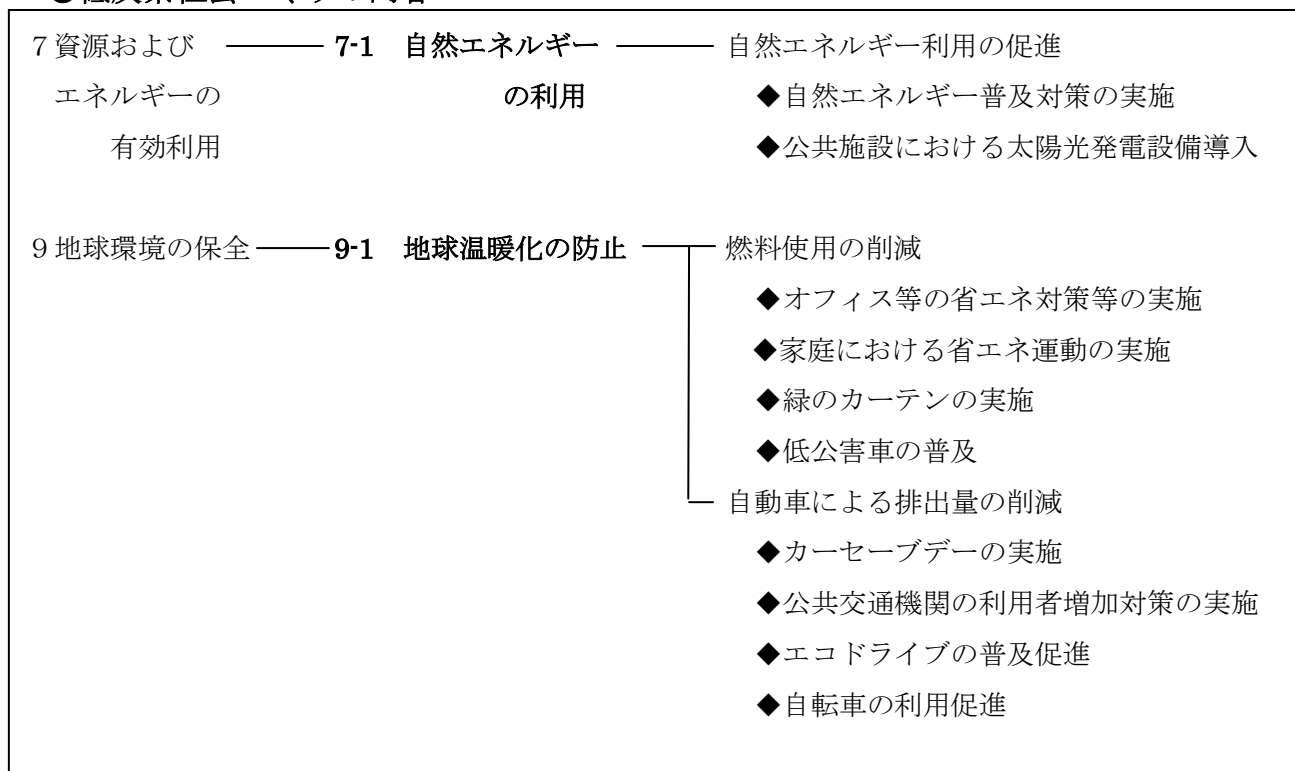 7資源および 7-1 自然エネルギー 自然エネルギー利用の促進
エネルギーの の利用 ◆自然エネルギー普及対策の実施
有効利用 ◆公共施設における太陽光発電設備導入
9地球環境の保全 9-1 地球温暖化の防止 燃料使用の削減
◆オフィス等の省エネ対策等の実施
◆家庭における省エネ運動の実施
◆緑のカーテンの実施
◆低公害車の普及
自動車による排出量の削減
◆カーセーブデーの実施
◆公共交通機関の利用者増加対策の実施
◆エコドライブの普及促進
◆自転車の利用促進